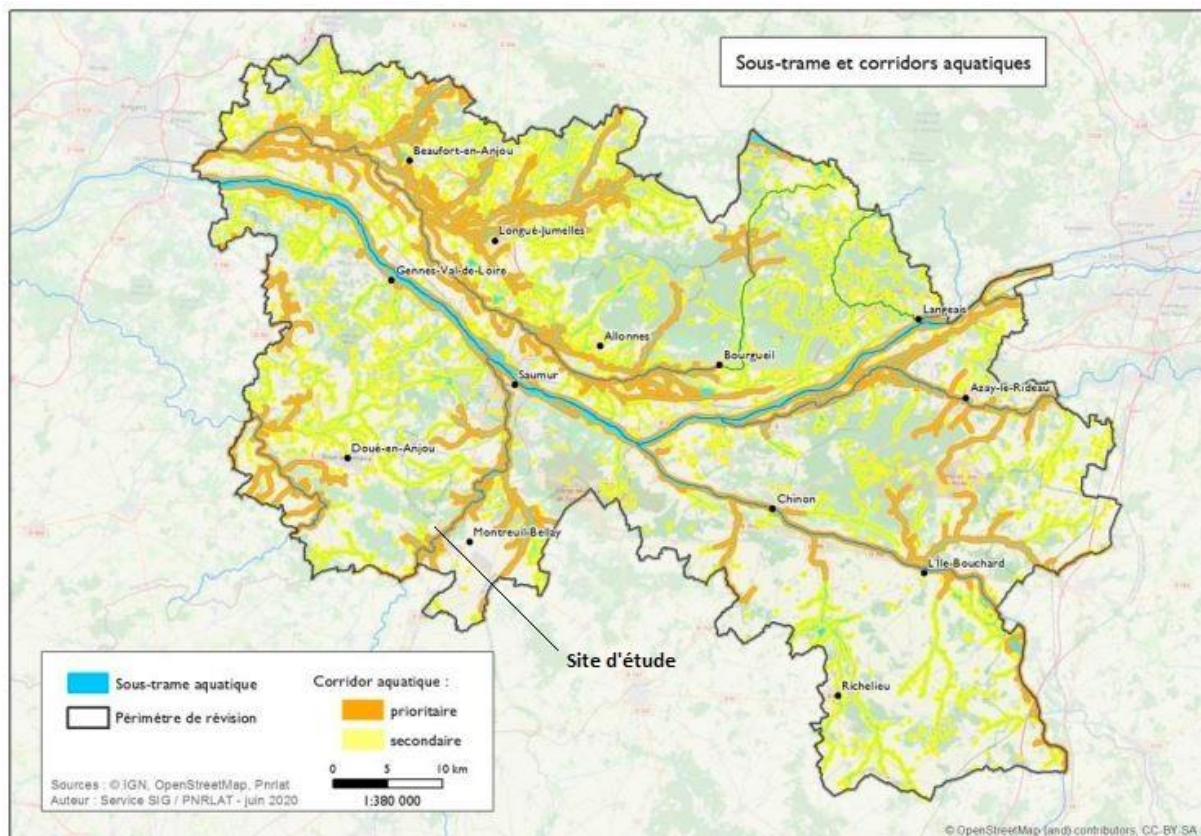 Sous-trame et corridors aquatiques
Beaufort-en-Anjou
Longué-Jumelles
Gennes-Val-de-Loire
Langeais
Allonnes
Bourgueil
Saumur
Azay-le-Rideau
Doué-en-Anjou
Chinon
Montreuil-Bellay
L'Île-Bouchard
Site d'étude
Richelieu
Sous-trame aquatique
Périmètre de révision
Corridor aquatique :
prioritaire
secondaire
0 5 10 km
1:380 000
Sources : © IGN, OpenStreetMap, Pnrlat
Auteur : Service SIG / PNRLAT - juin 2020
© OpenStreetMap (and) contributors, CC-BY-SA